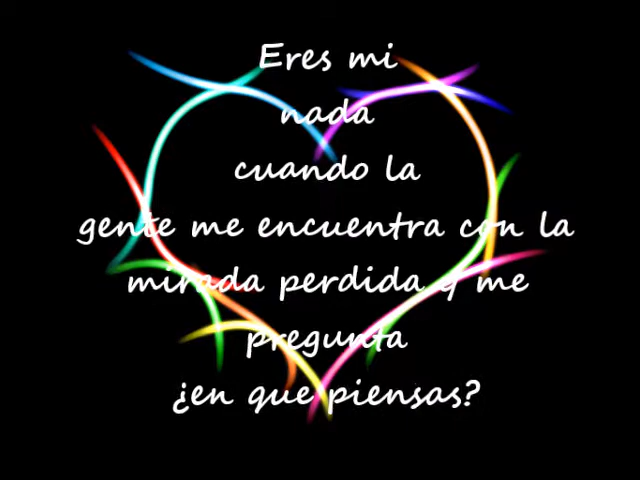 Eres mi
nada
cuando la
gente me encuentra con la
mirada perdida y me
pregunta
¿en que piensas?